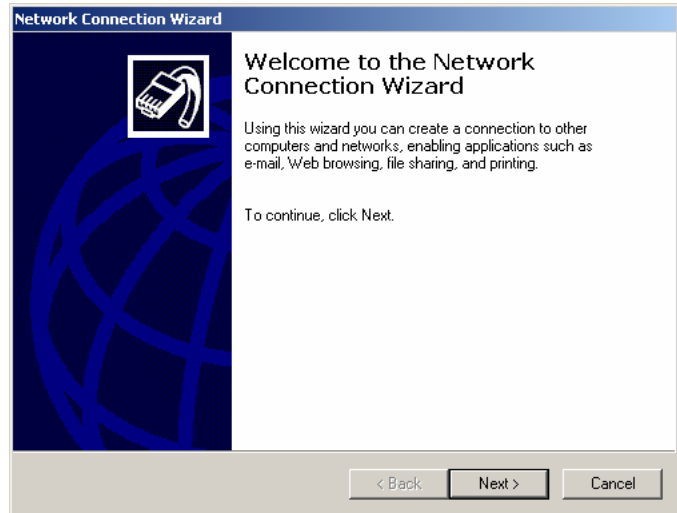 Network Connection Wizard
Welcome to the Network
Connection Wizard
Using this wizard you can create a connection to other
computers and networks, enabling applications such as
e-mail, Web browsing, file sharing, and printing.
To continue, click Next.
< Back Next > Cancel